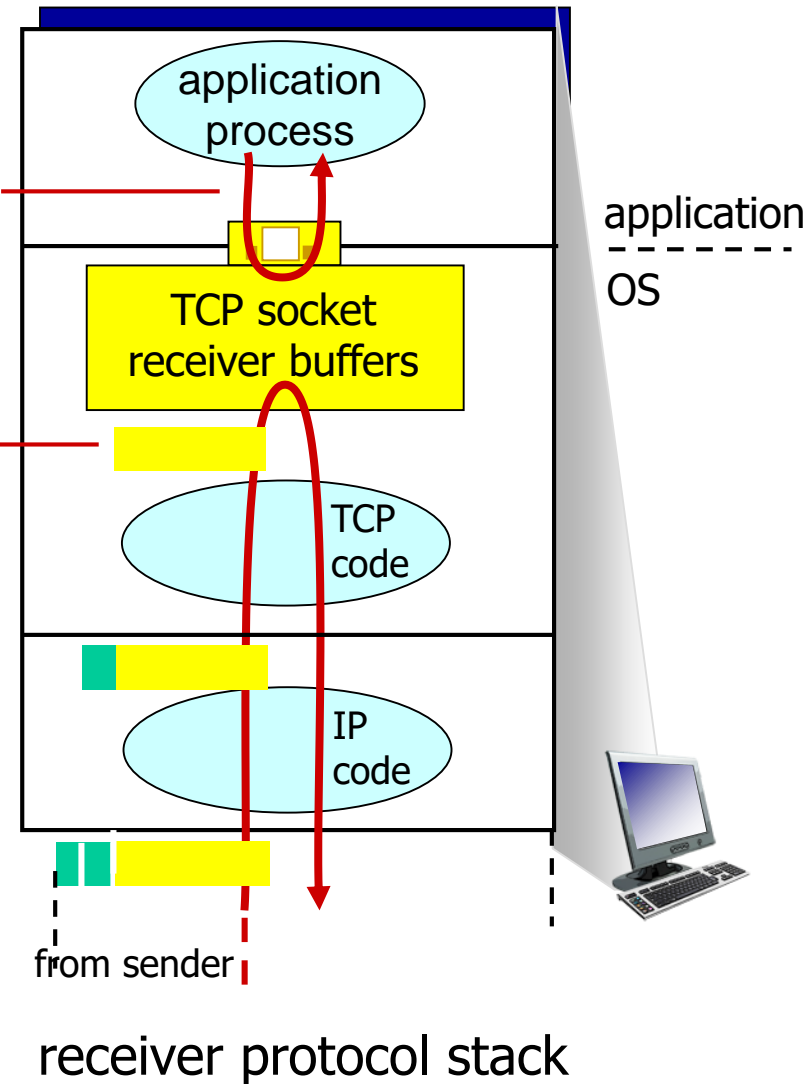 application
process
application
OS
TCP socket
receiver buffers
TCP
code
IP
code
from sender
receiver protocol stack